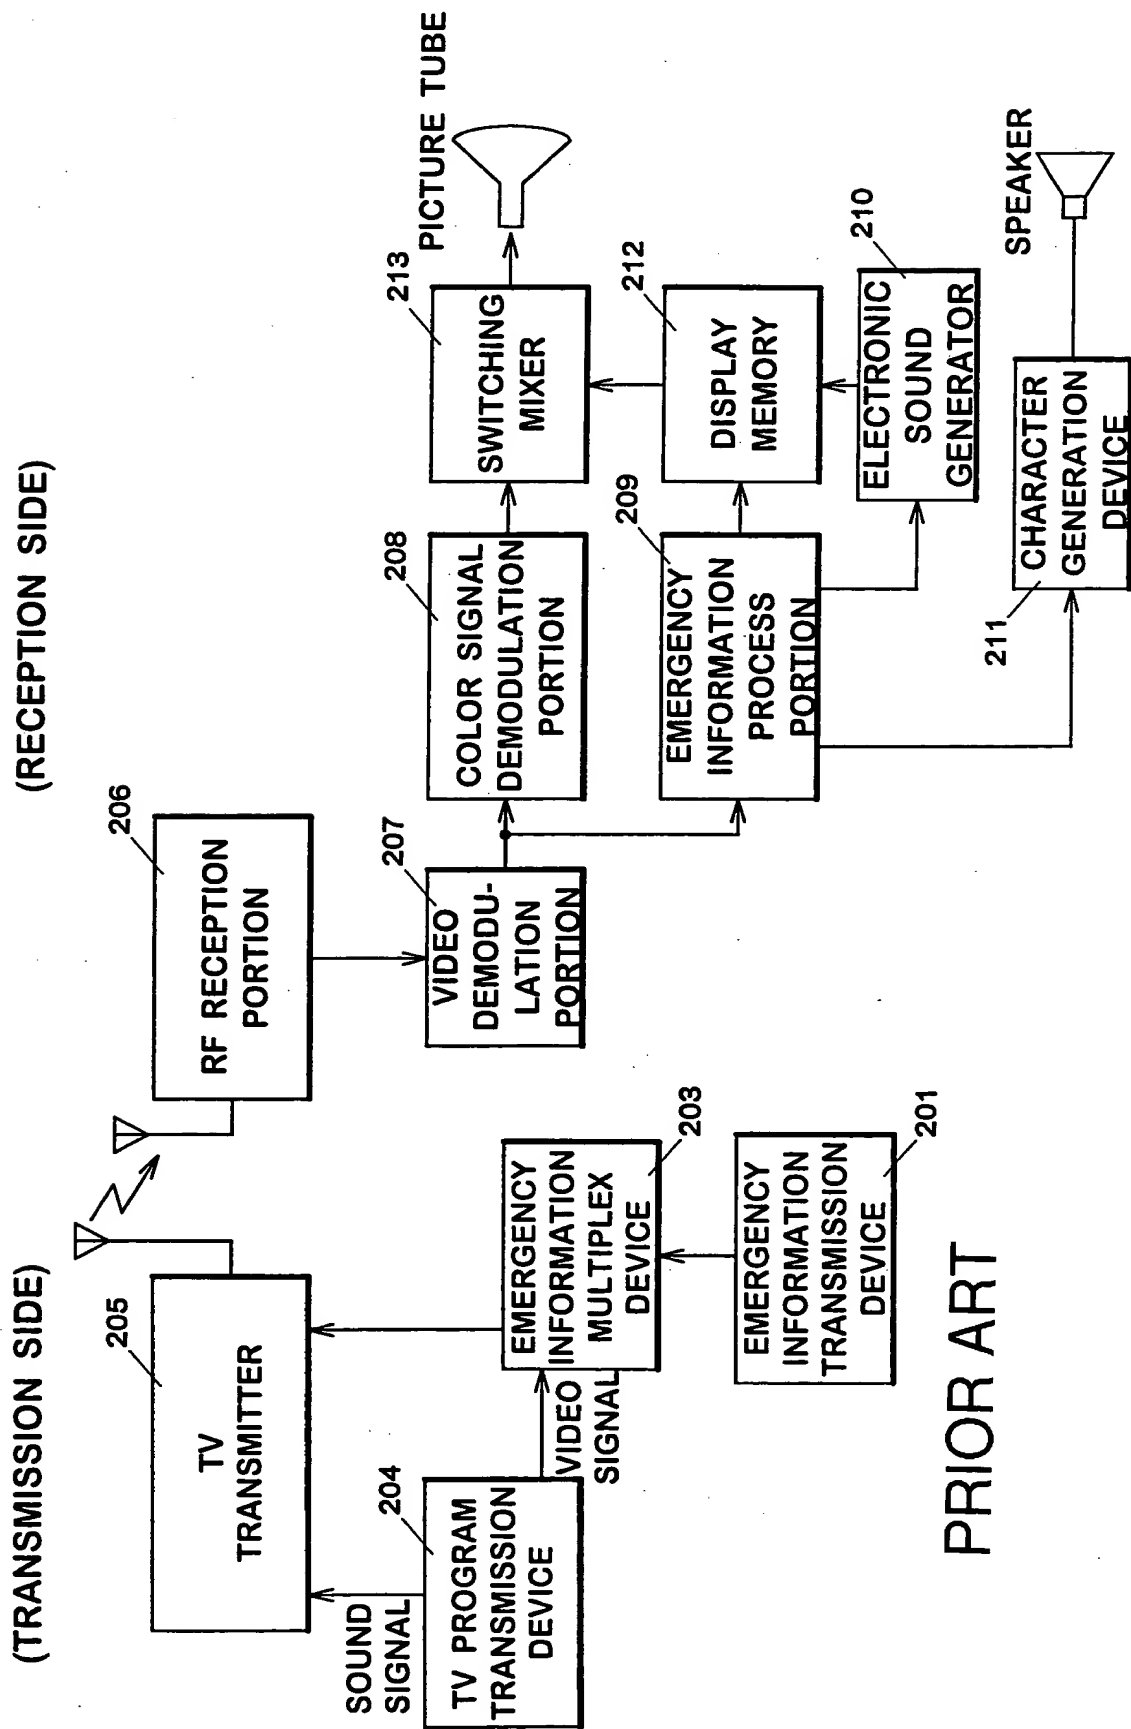 (TRANSMISSION SIDE)
(RECEPTION SIDE)
205
TV
TRANSMITTER
206
RF RECEPTION
PORTION
SOUND
SIGNAL
204
TV PROGRAM
TRANSMISSION
DEVICE
VIDEO
SIGNAL
EMERGENCY
INFORMATION
MULTIPLEX
DEVICE
203
EMERGENCY
INFORMATION
TRANSMISSION
DEVICE
201
207
VIDEO
DEMODU-
LATION
PORTION
208
COLOR SIGNAL
DEMODULATION
PORTION
213
SWITCHING
MIXER
PICTURE TUBE
209
EMERGENCY
INFORMATION
PROCESS
PORTION
212
DISPLAY
MEMORY
210
ELECTRONIC
SOUND
GENERATOR
211
CHARACTER
GENERATION
DEVICE
SPEAKER
PRIOR ART